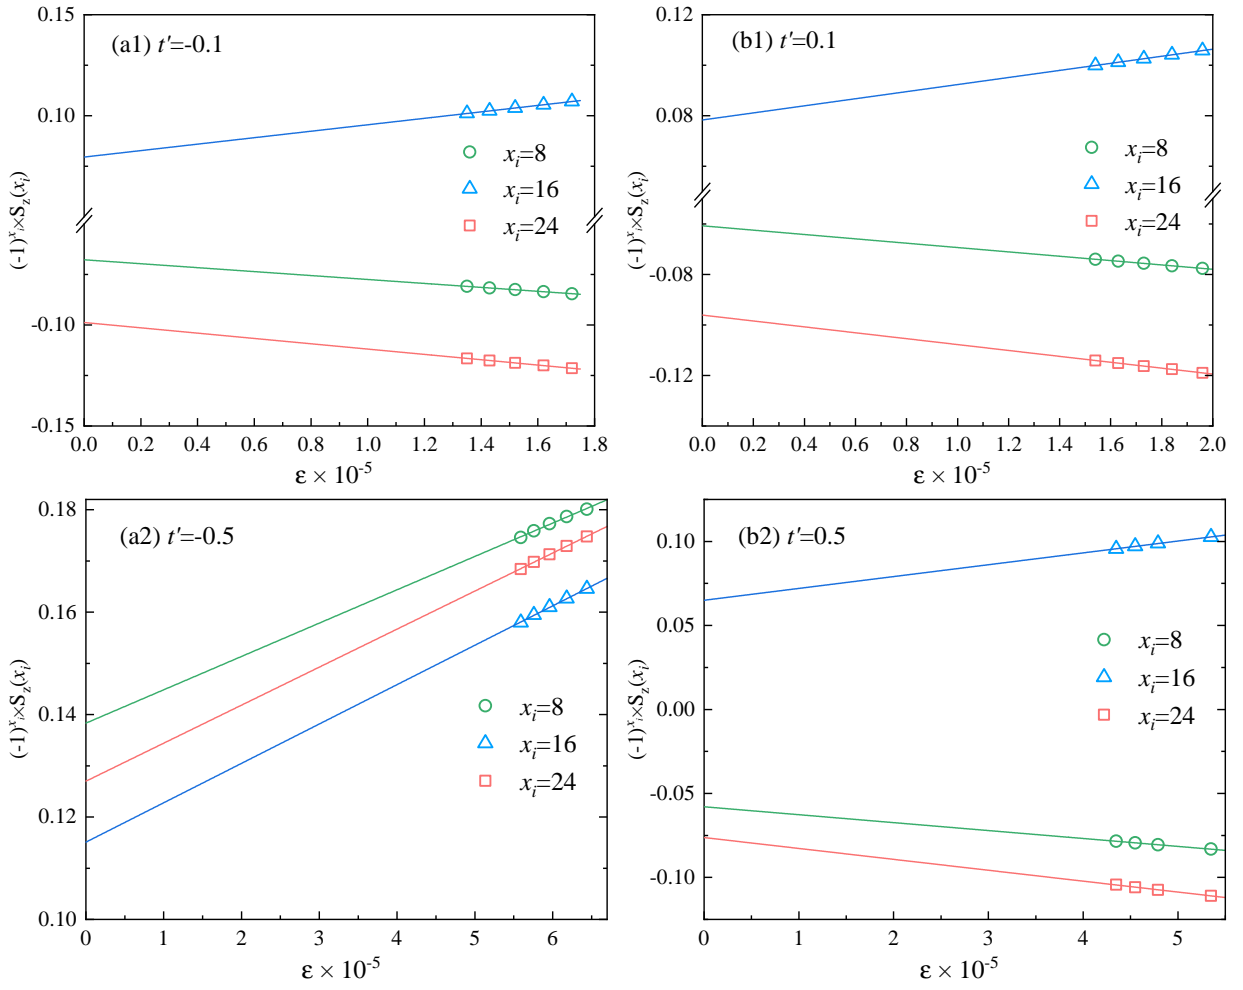 (a1) t′=-0.1
0.15
0.10
-0.10
-0.15
(-1)^{x_i}×S_z(x_i)
x_i=8
x_i=16
x_i=24
0.0 0.2 0.4 0.6 0.8 1.0 1.2 1.4 1.6 1.8
ε × 10^{-5}
(b1) t′=0.1
0.12
0.08
-0.08
-0.12
(-1)^{x_i}×S_z(x_i)
x_i=8
x_i=16
x_i=24
0.0 0.2 0.4 0.6 0.8 1.0 1.2 1.4 1.6 1.8 2.0
ε × 10^{-5}
(a2) t′=-0.5
0.18
0.16
0.14
0.12
0.10
(-1)^{x_i}×S_z(x_i)
x_i=8
x_i=16
x_i=24
0 1 2 3 4 5 6
ε × 10^{-5}
(b2) t′=0.5
0.10
0.05
0.00
-0.05
-0.10
(-1)^{x_i}×S_z(x_i)
x_i=8
x_i=16
x_i=24
0 1 2 3 4 5
ε × 10^{-5}